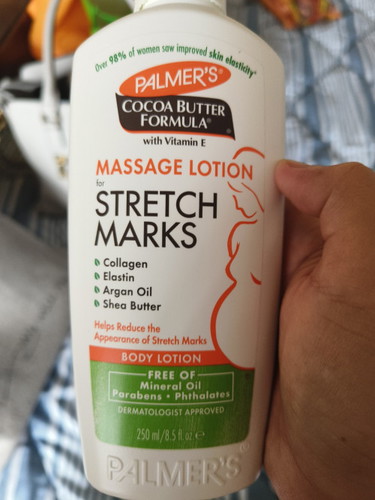 Over 98% of women saw improved skin elasticity*
PALMER'S®
COCOA BUTTER
FORMULA®
with Vitamin E
MASSAGE LOTION
for
STRETCH
MARKS
Collagen
Elastin
Argan Oil
Shea Butter
Helps Reduce the
Appearance of Stretch Marks
BODY LOTION
FREE OF
Mineral Oil
Parabens • Phthalates
DERMATOLOGIST APPROVED
250 ml/8.5 fl. oz ℮
PALMER'S